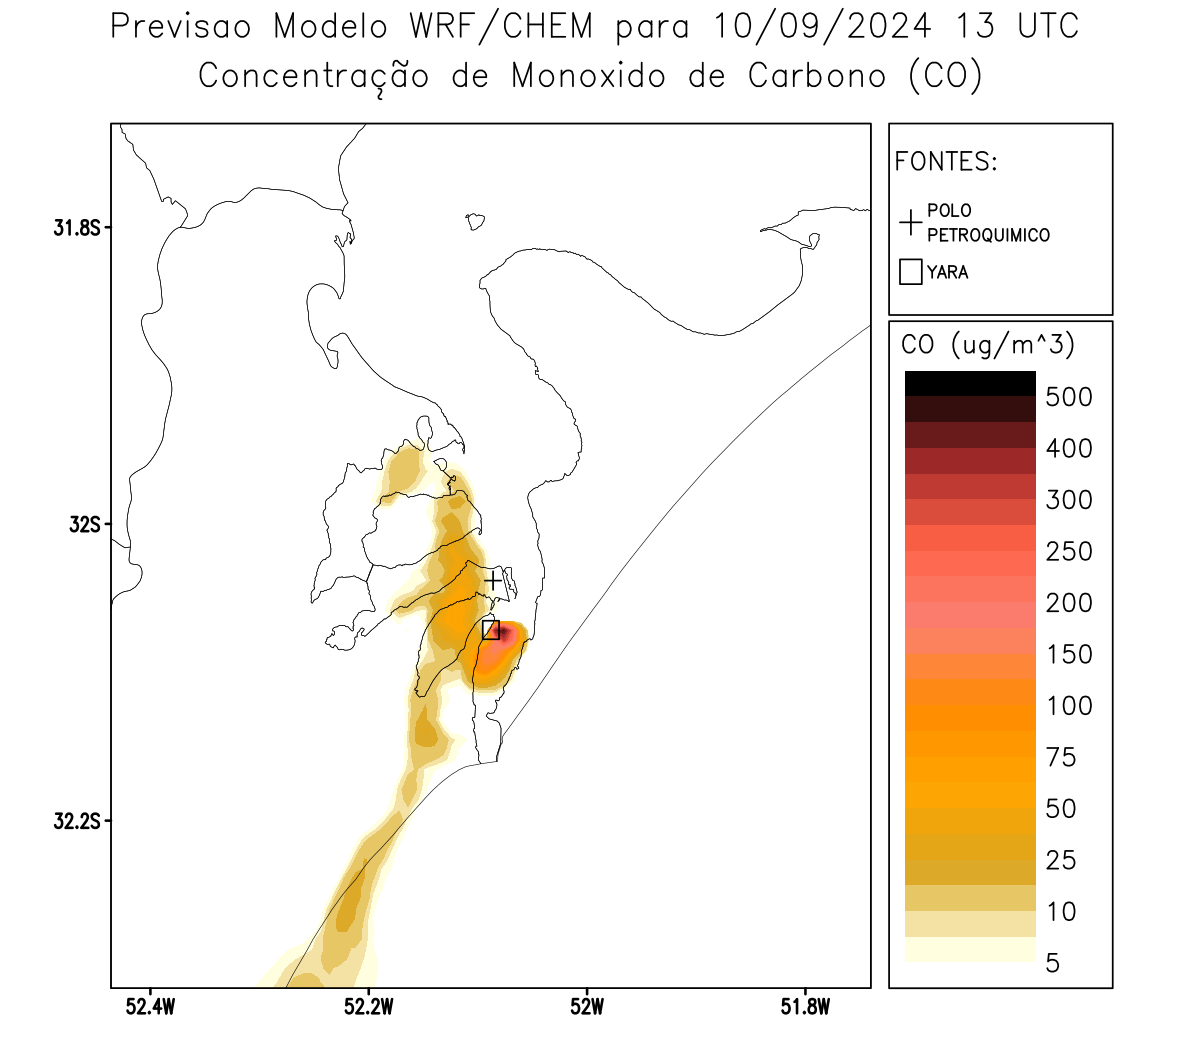 Previsao Modelo WRF/CHEM para 10/09/2024 13 UTC
Concentração de Monoxido de Carbono (CO)
FONTES:
POLO
PETROQUIMICO
YARA
CO (ug/m^3)
500
400
300
250
200
150
100
75
50
25
10
5
31.8S
32S
32.2S
52.4W
52.2W
52W
51.8W